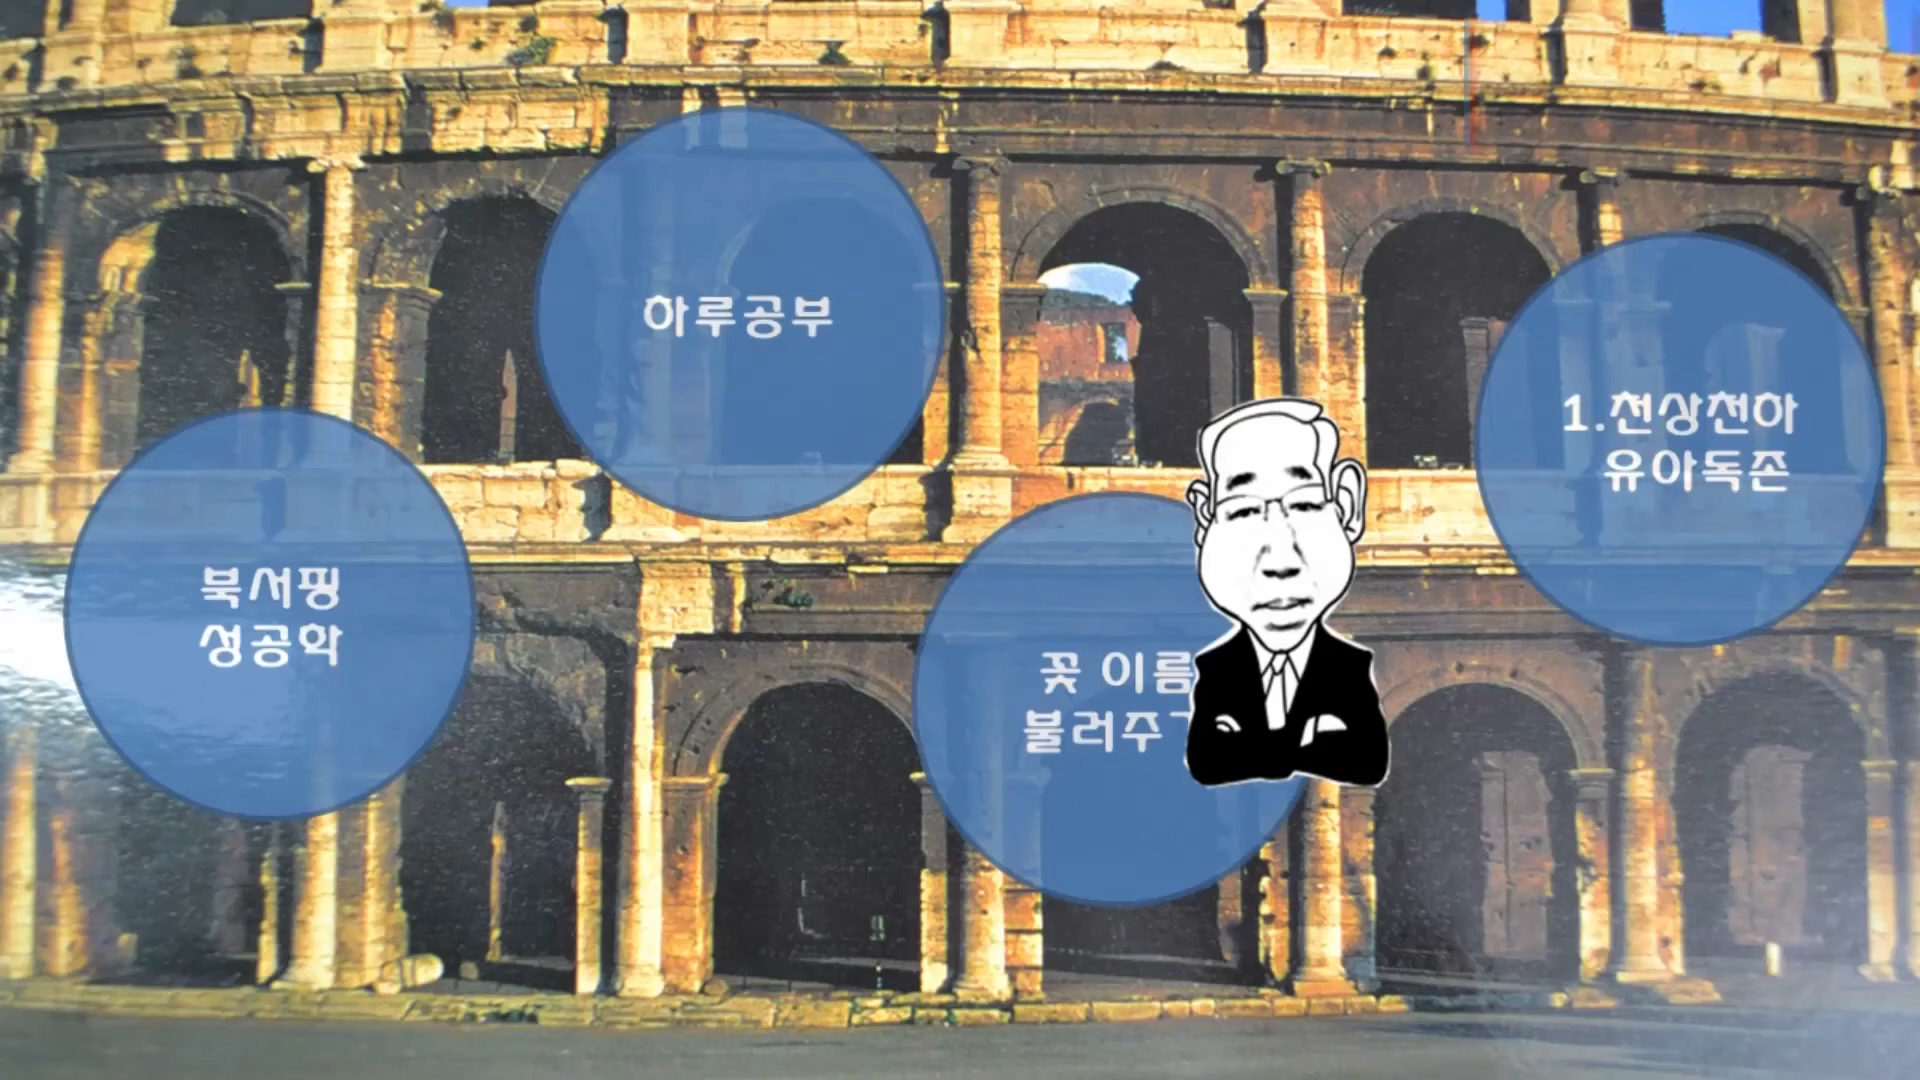 북서핑
성공학
하루공부
꽃 이름
불러주
1.천상천하
유아독존